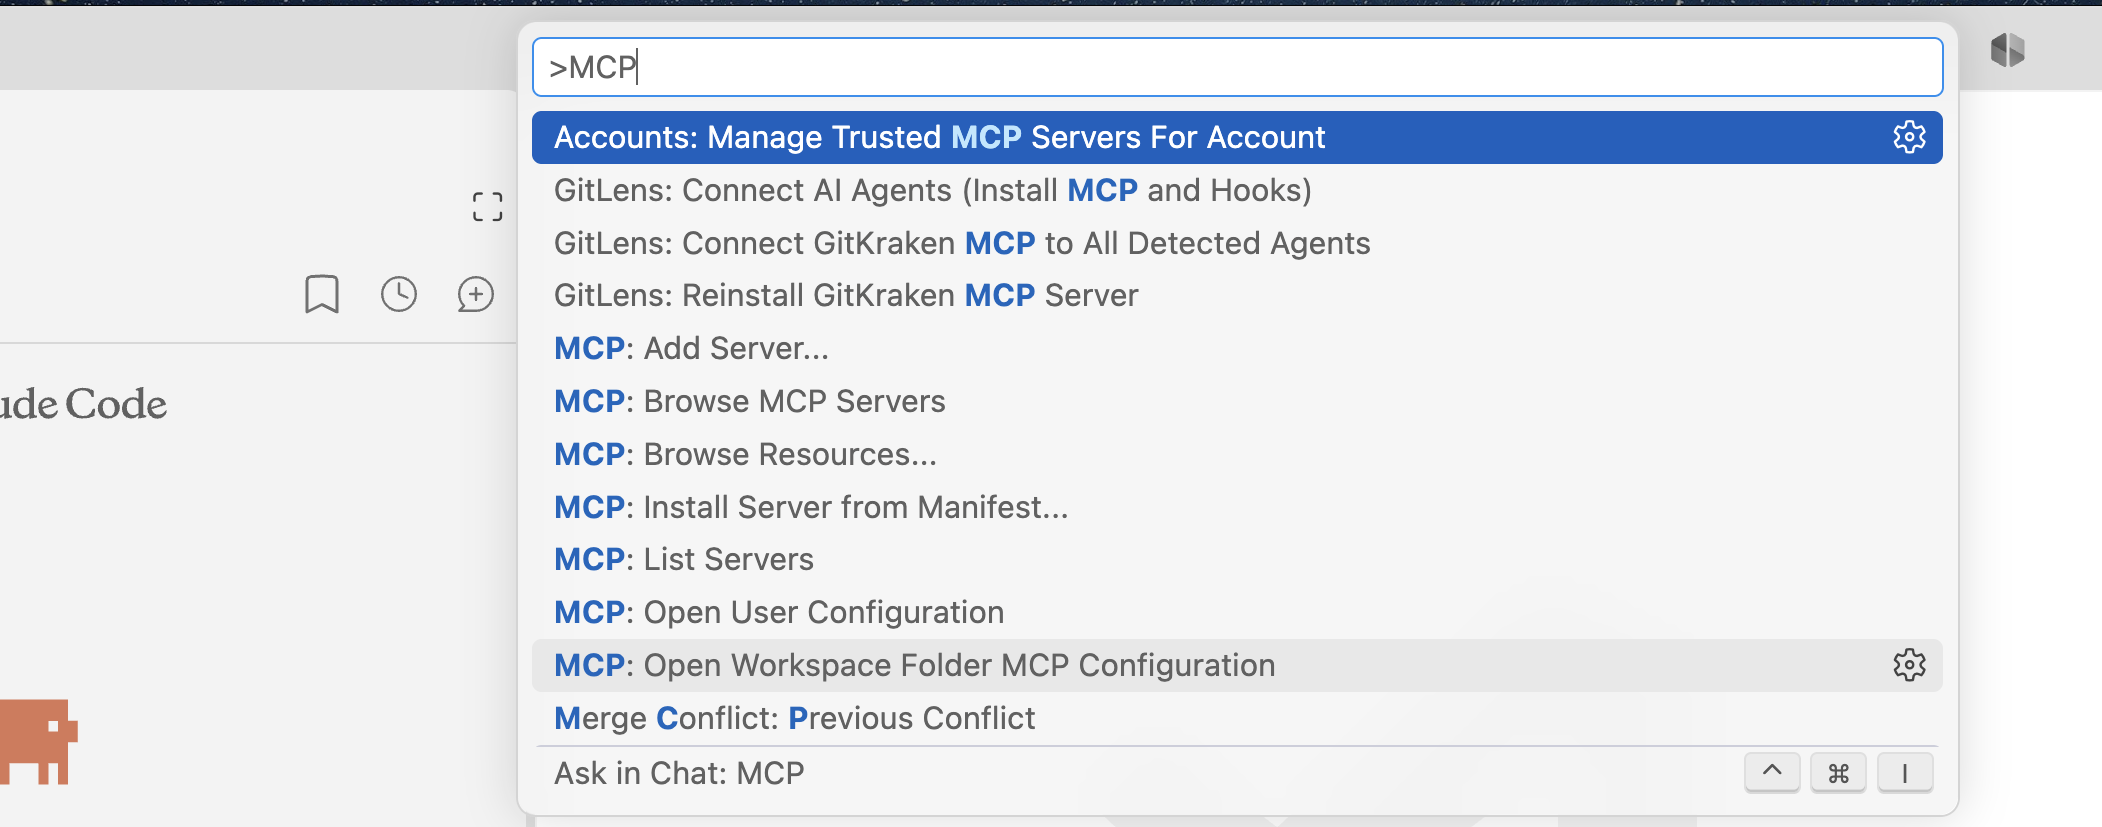 >MCP
Accounts: Manage Trusted MCP Servers For Account
GitLens: Connect AI Agents (Install MCP and Hooks)
GitLens: Connect GitKraken MCP to All Detected Agents
GitLens: Reinstall GitKraken MCP Server
MCP: Add Server...
MCP: Browse MCP Servers
MCP: Browse Resources...
ude Code
MCP: Install Server from Manifest...
MCP: List Servers
MCP: Open User Configuration
MCP: Open Workspace Folder MCP Configuration
Merge Conflict: Previous Conflict
Ask in Chat: MCP ^ ⌘ I